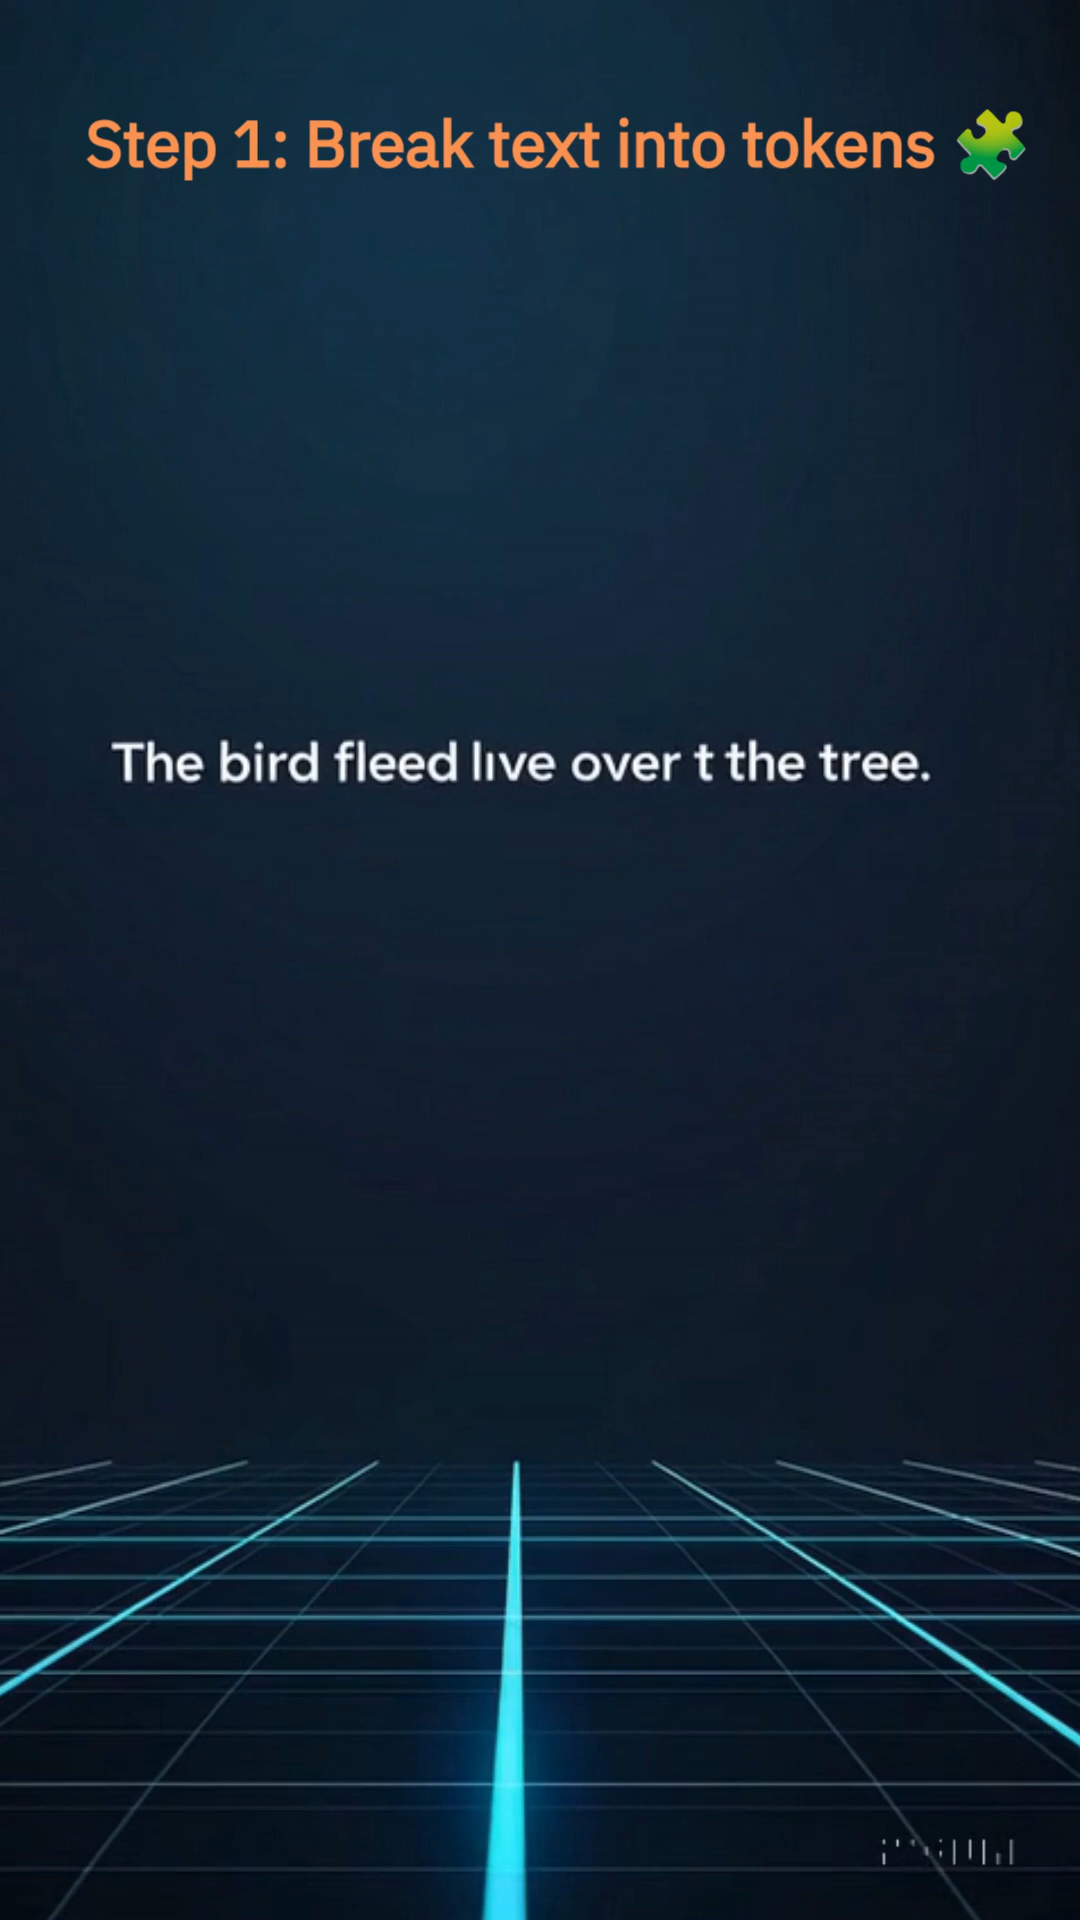 Step 1: Break text into tokens 🧩
The bird fleed lıve over t the tree.